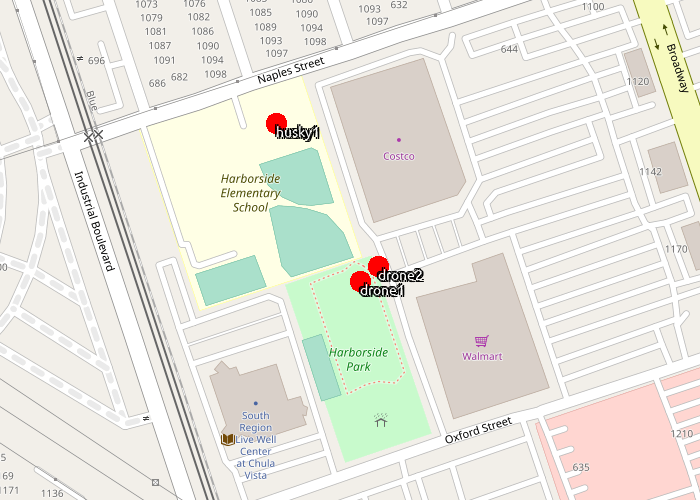 1073
1079
1081
1087
1091
1076
1082
1086
1090
1094
1098
1085
1089
1093
1097
1086
1090
1094
1098
1093
1097
632
1100
696
686
682
644
Naples Street
Broadway
1120
Blue
husky1
Costco
1142
Harborside
Elementary
School
Industrial Boulevard
1170
drone2
drone1
Walmart
Harborside
Park
South
Region
Live Well
Center
at Chula
Vista
Oxford Street
1210
635
169
1171
1136